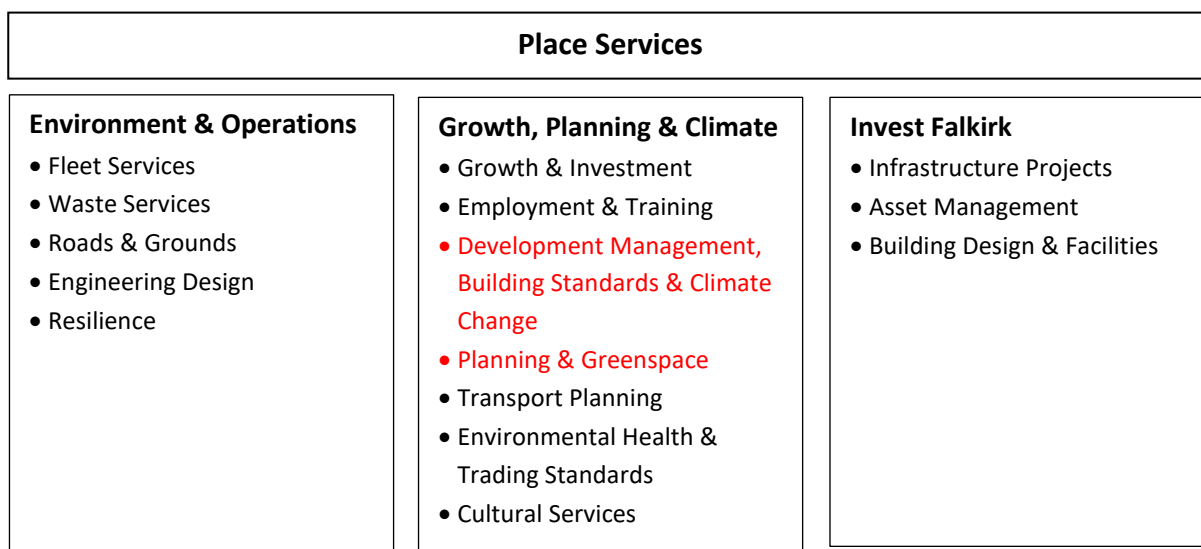 Place Services
Environment & Operations
• Fleet Services
• Waste Services
• Roads & Grounds
• Engineering Design
• Resilience
Growth, Planning & Climate
• Growth & Investment
• Employment & Training
• Development Management,
Building Standards & Climate
Change
• Planning & Greenspace
• Transport Planning
• Environmental Health &
Trading Standards
• Cultural Services
Invest Falkirk
• Infrastructure Projects
• Asset Management
• Building Design & Facilities